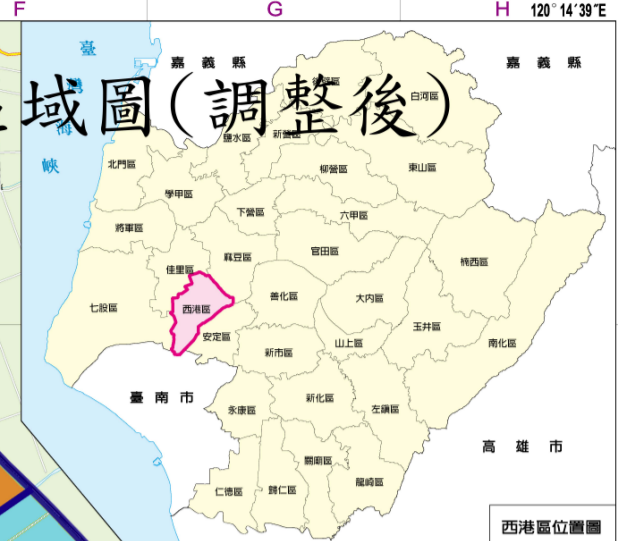 F
G
H
120°14′39″E
臺
灣
海
峽
嘉義縣
嘉義縣
域圖(調整後)
後壁區
白河區
鹽水區
新營區
北門區
柳營區
東山區
學甲區
下營區
六甲區
將軍區
官田區
麻豆區
楠西區
佳里區
善化區
大內區
七股區
西港區
玉井區
安定區
山上區
南化區
新市區
臺南市
新化區
永康區
左鎮區
高雄市
關廟區
龍崎區
仁德區
歸仁區
西港區位置圖